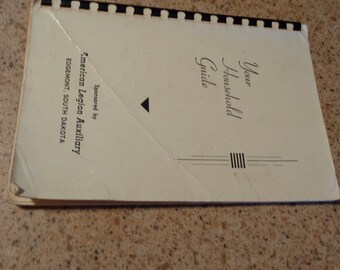 Your
Household
Guide
Sponsored by
American Legion Auxiliary
EDGEMONT, SOUTH DAKOTA